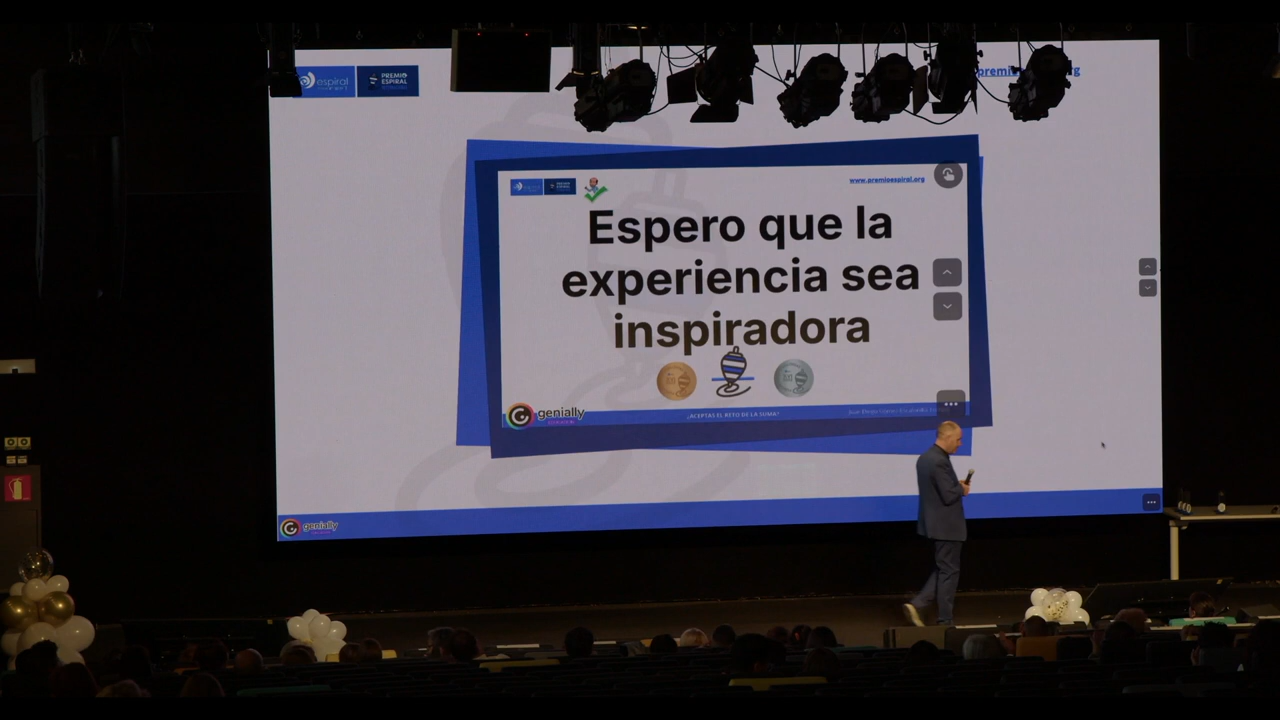 espiral
PREMIO
ESPIRAL
www.premioespiral.org
Espero que la
experiencia sea
inspiradora
genially
¿ACEPTAS EL RETO DE LA SUMA?
genially